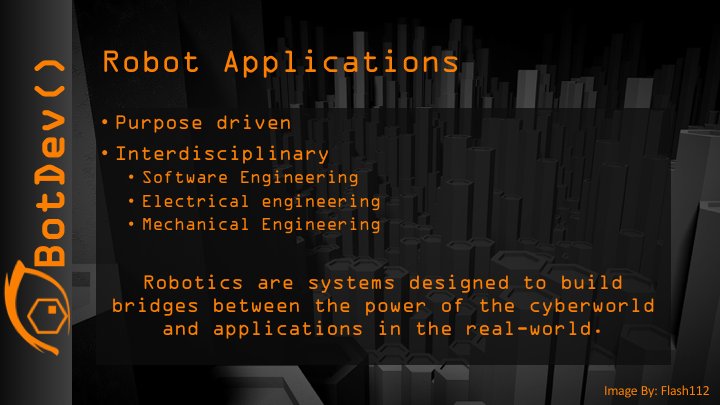 Robot Applications
• Purpose driven
• Interdisciplinary
• Software Engineering
• Electrical engineering
• Mechanical Engineering
Robotics are systems designed to build
bridges between the power of the cyberworld
and applications in the real-world.
BotDev()
Image By: Flash112